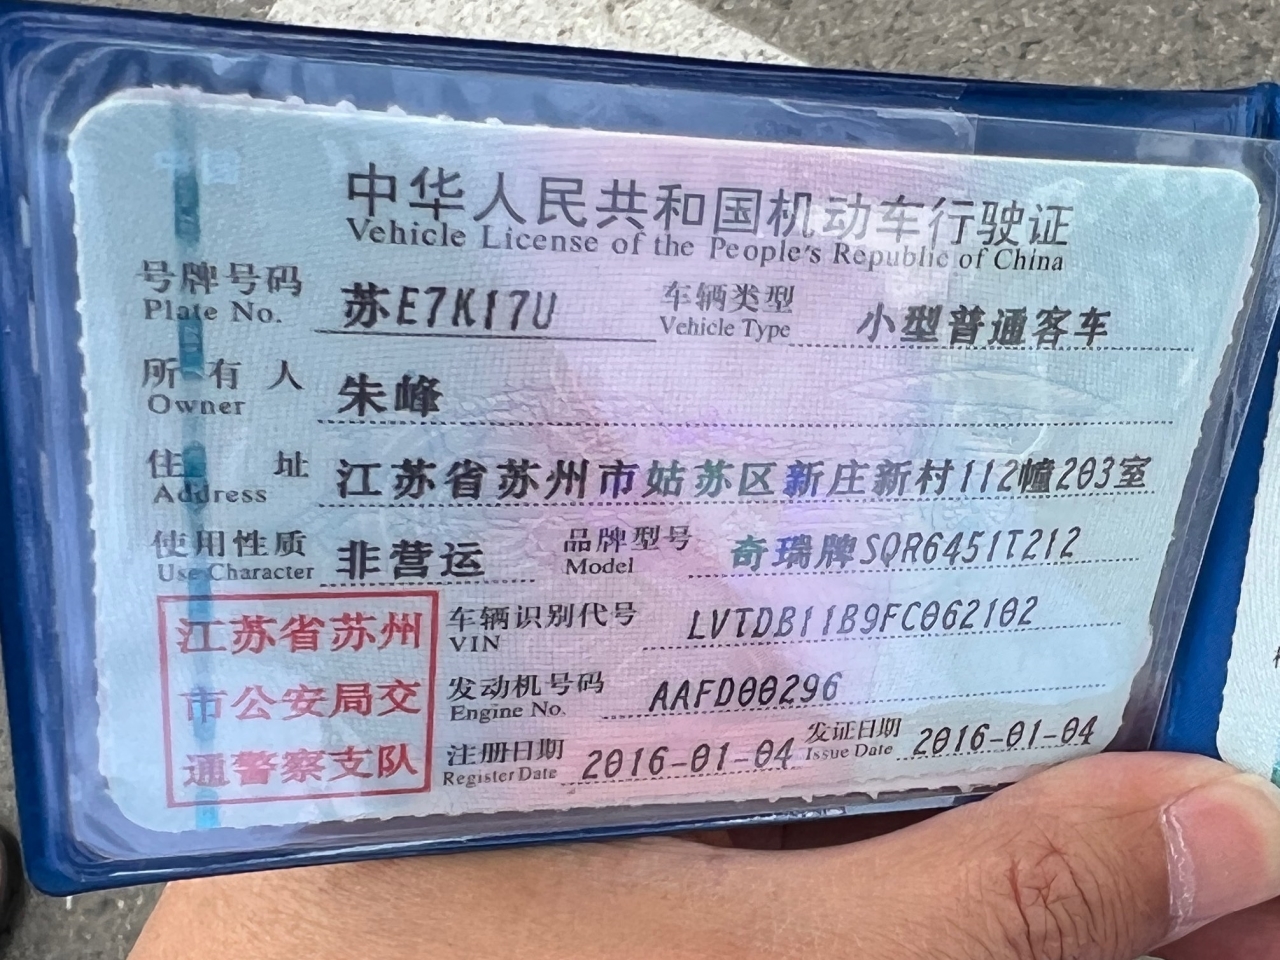 中华人民共和国机动车行驶证
Vehicle License of the People's Republic of China
号牌号码 苏E7K17U 车辆类型 小型普通客车
Plate No. Vehicle Type
所有人 朱峰
Owner
住址 江苏省苏州市姑苏区新庄新村112幢203室
Address
使用性质 非营运 品牌型号 奇瑞牌SQR6451T212
Use Character Model
江苏省苏州
市公安局交
通警察支队
车辆识别代号 LVTDB11B9FC062102
VIN
发动机号码 AAFD00296
Engine No.
注册日期 2016-01-04 发证日期 2016-01-04
Register Date Issue Date